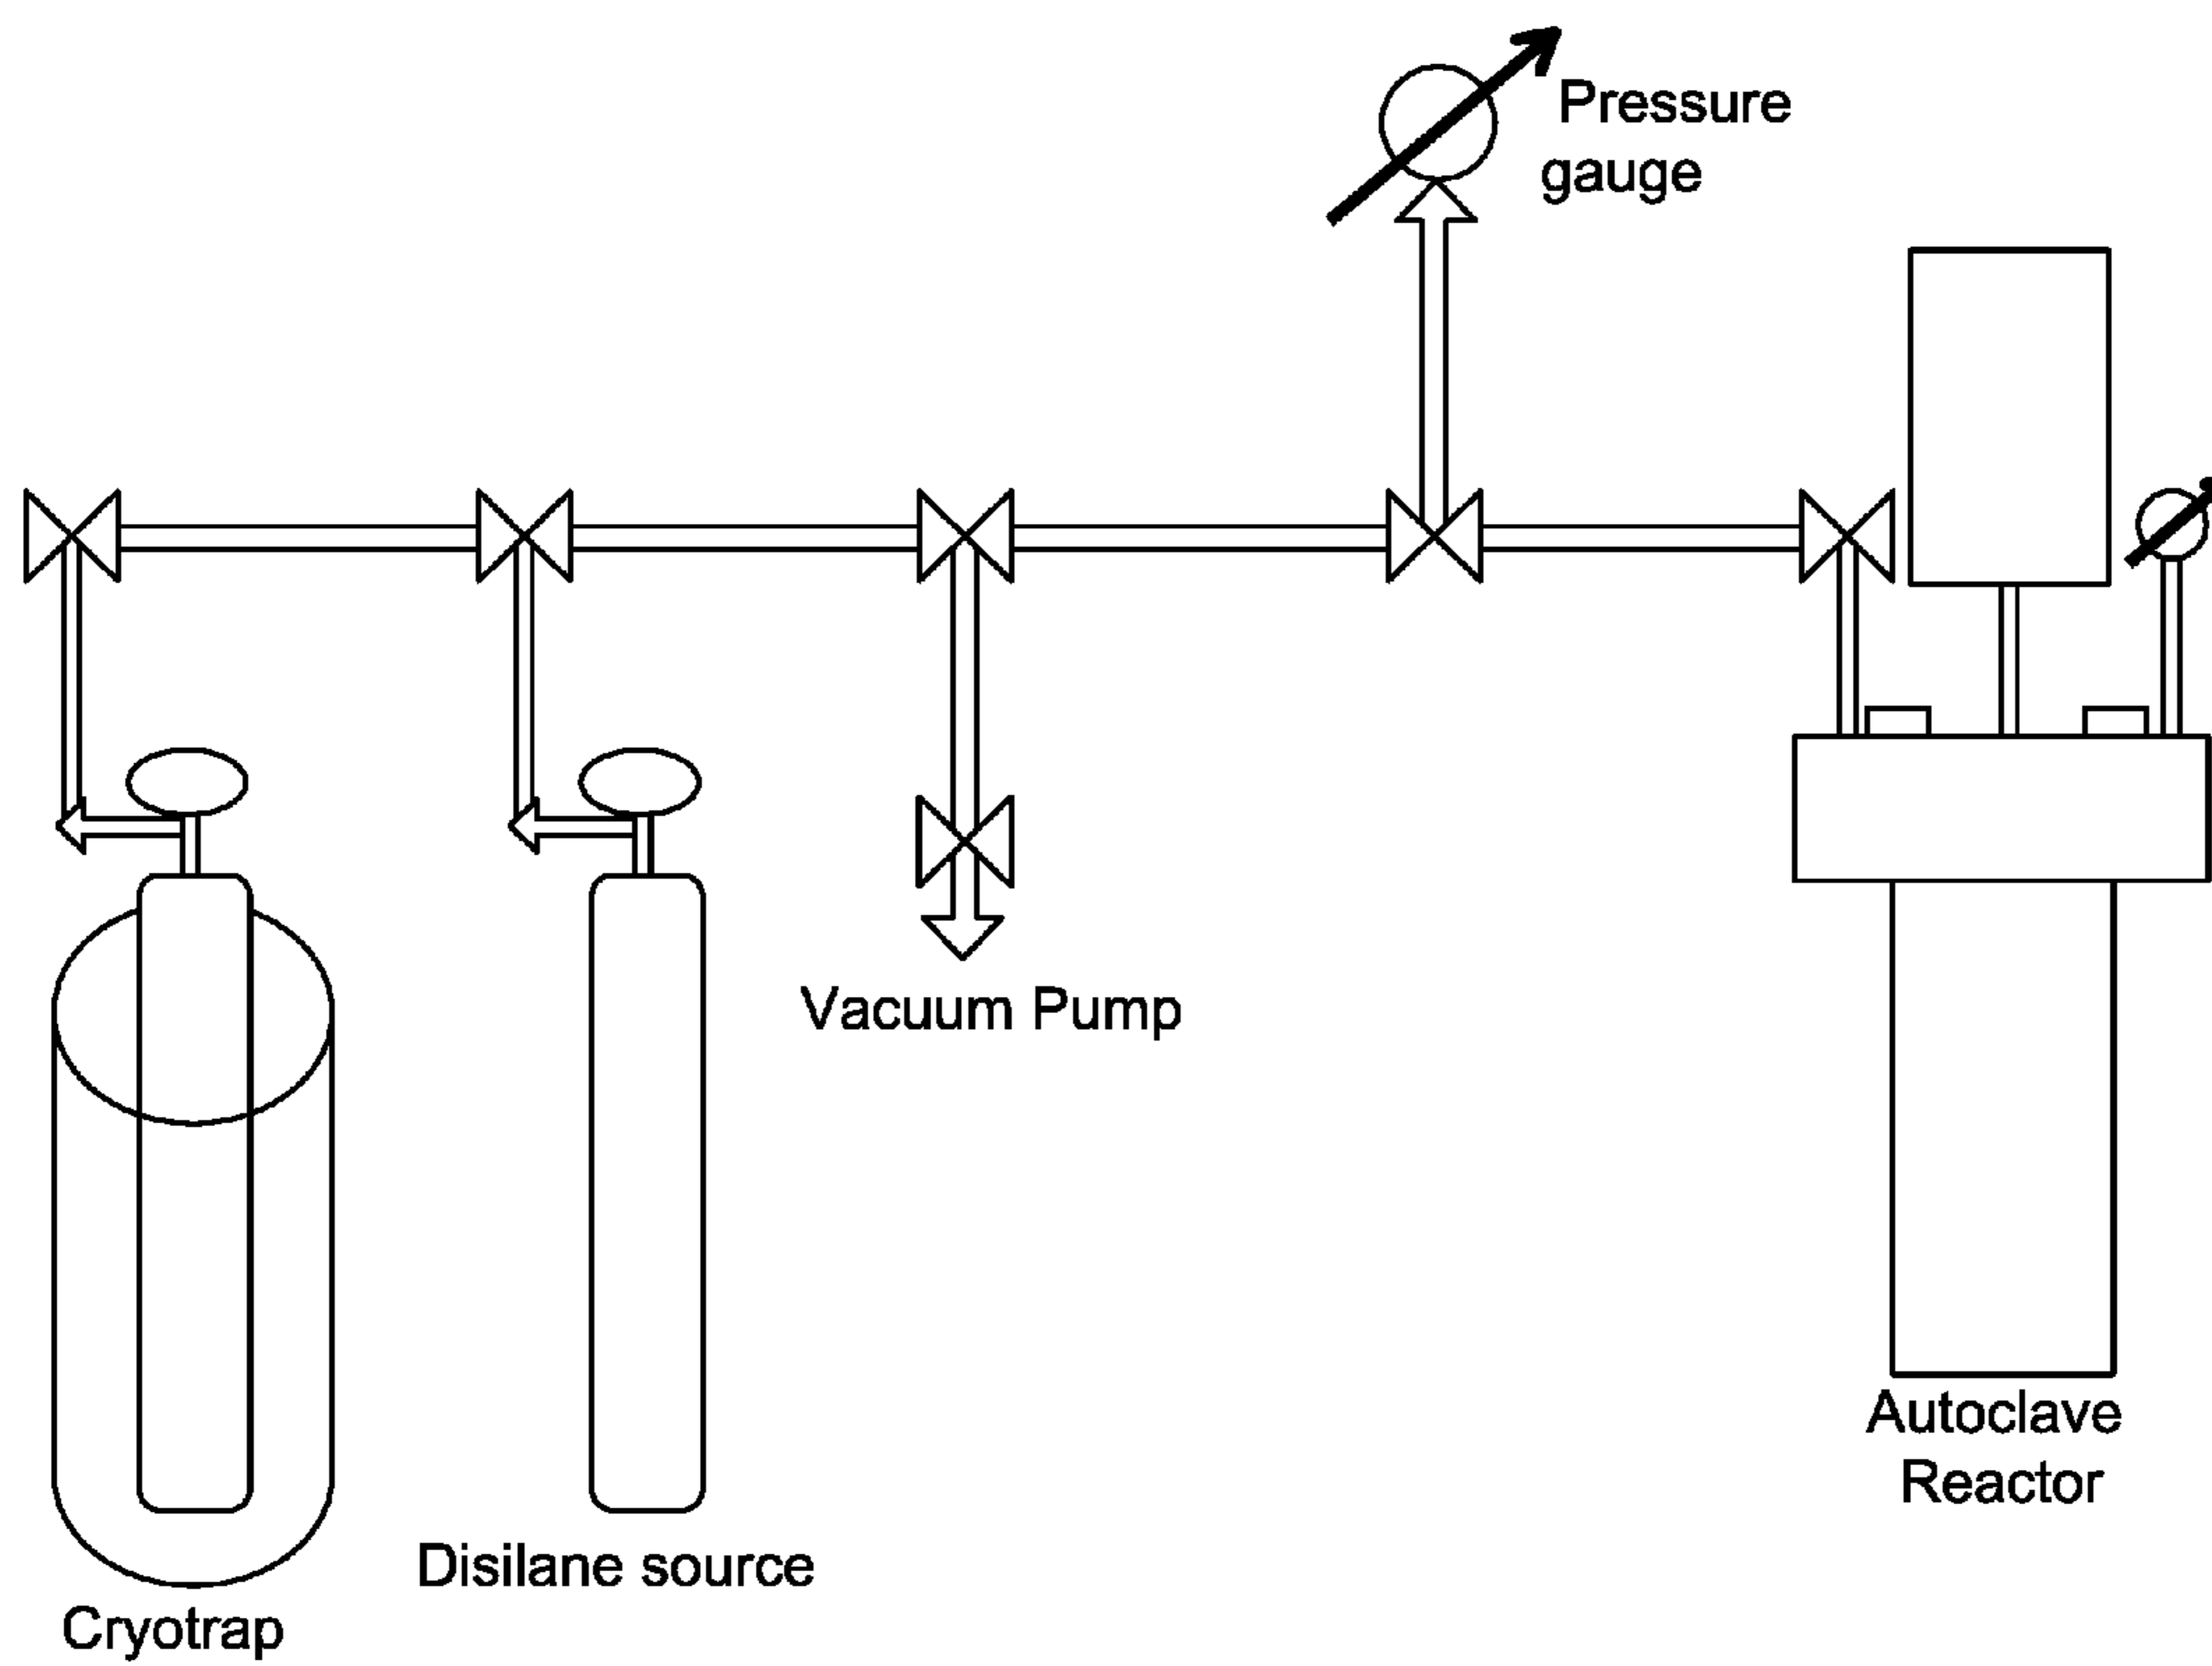 Pressure
gauge
Vacuum Pump
Autoclave
Reactor
Disilane source
Cryotrap